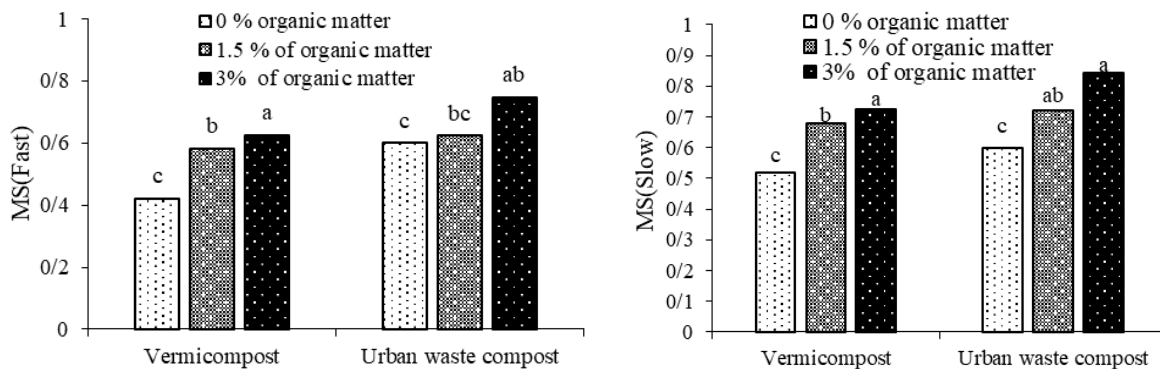 1
0/8
0/6
0/4
0/2
0
MS(Fast)
0 % organic matter
1.5 % of organic matter
3%  of organic matter
c
b
a
c
bc
ab
Vermicompost
Urban waste compost
1
0/9
0/8
0/7
0/6
0/5
0/4
0/3
0/2
0/1
0
MS(Slow)
0 % organic matter
1.5 % of organic matter
3%  of organic matter
c
b
a
c
ab
a
Vermicompost
Urban waste compost